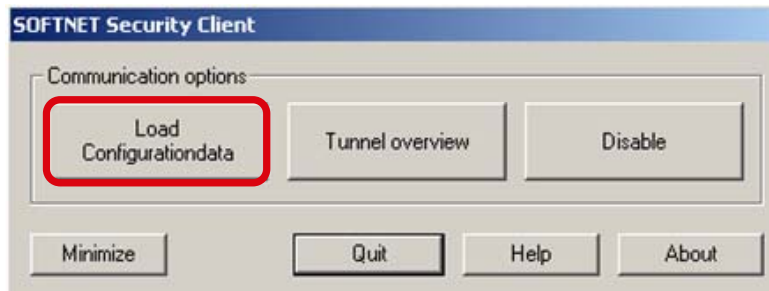 SOFTNET Security Client
Communication options
Load
Configurationdata
Tunnel overview
Disable
Minimize
Quit
Help
About